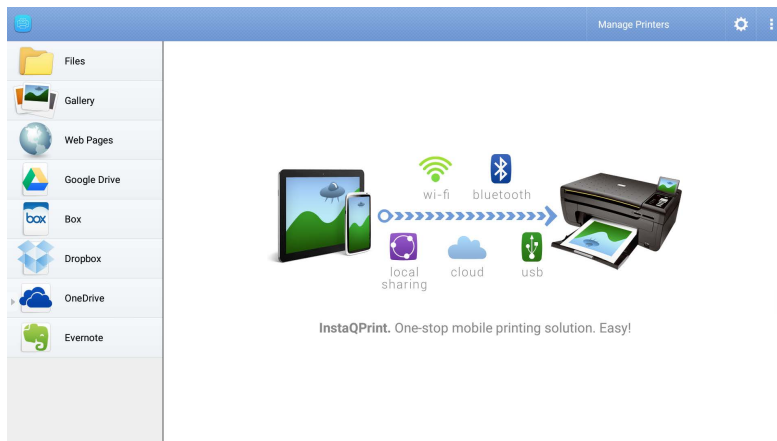 Manage Printers
Files
Gallery
Web Pages
Google Drive
box
Box
Dropbox
OneDrive
Evernote
wi-fi
bluetooth
local
sharing
cloud
usb
InstaQPrint. One-stop mobile printing solution. Easy!